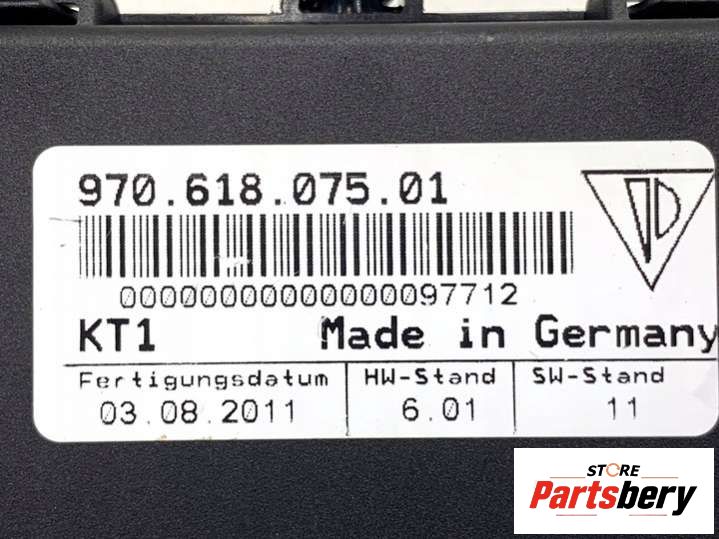 970.618.075.01
00000000000000097712
KT1 Made in Germany
Fertigungsdatum HW-Stand SW-Stand
03.08.2011 6.01 11
STORE
Partsbery